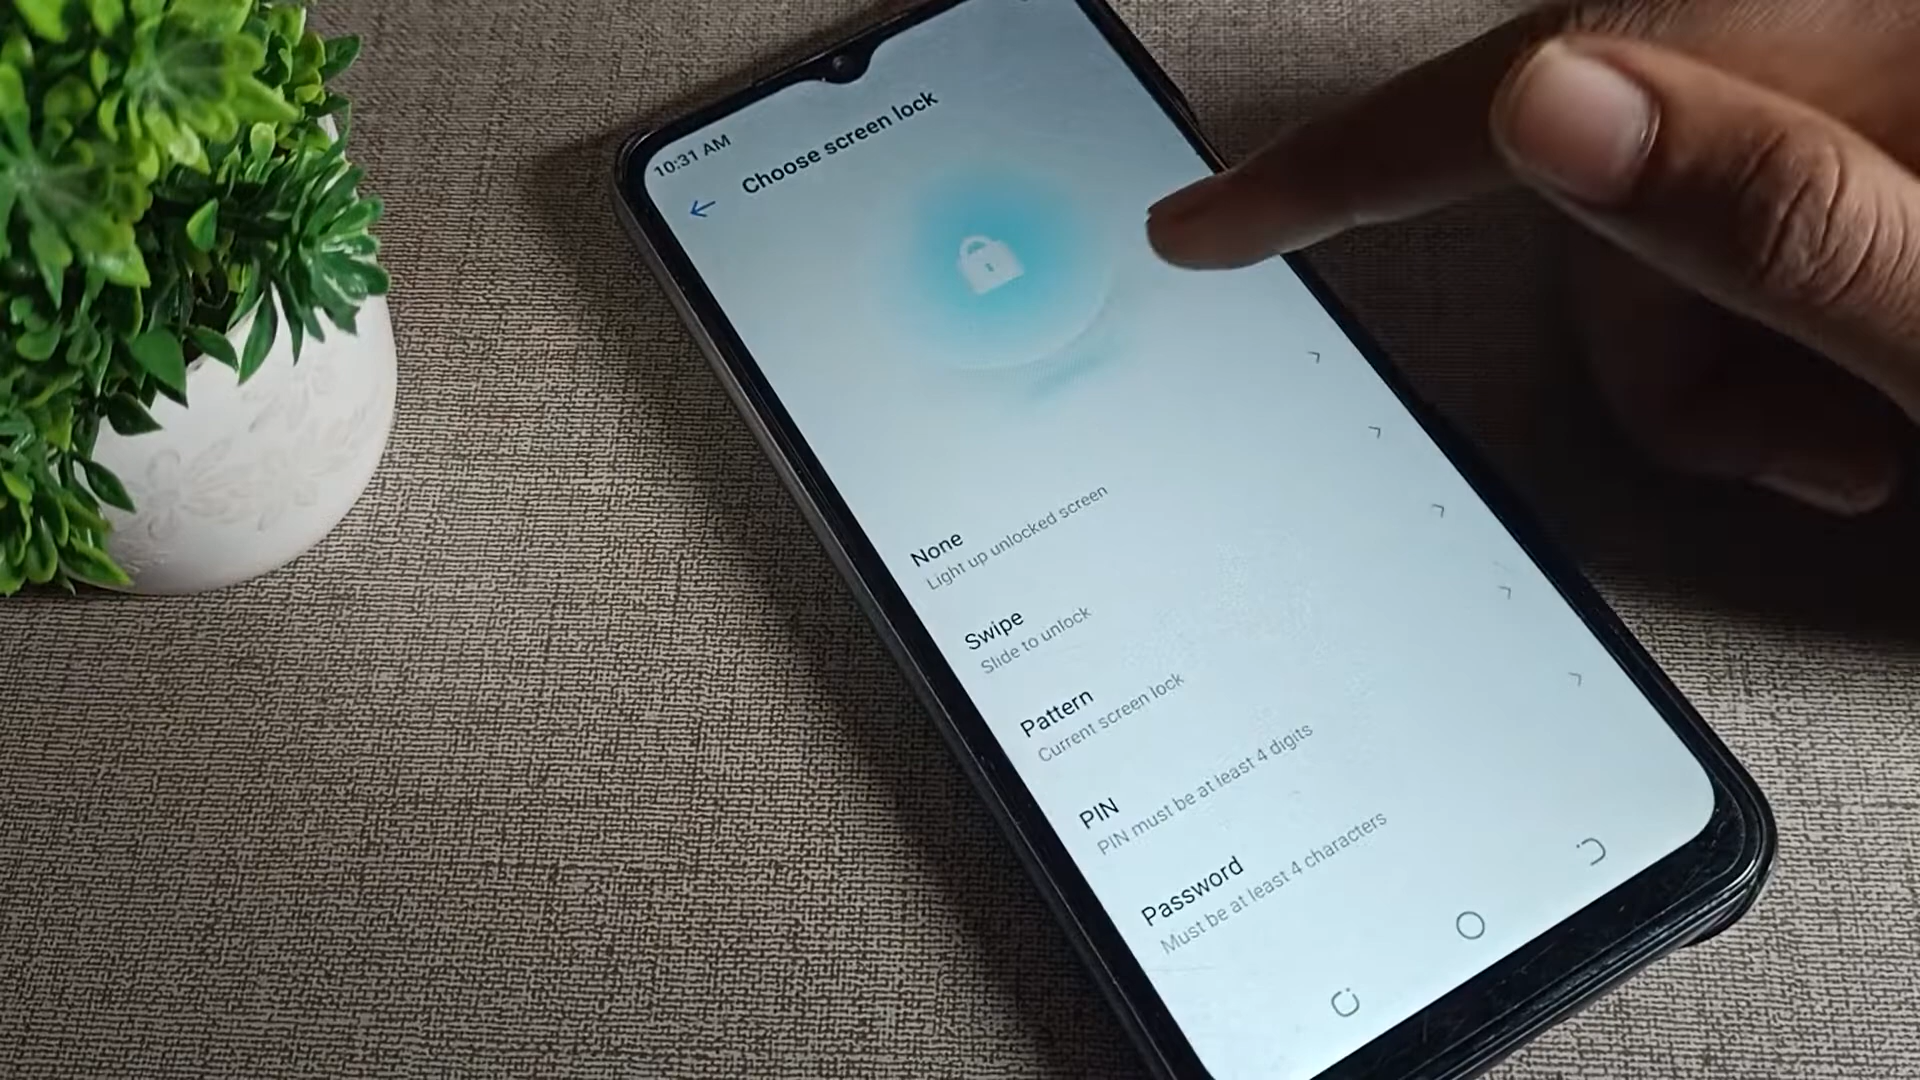 10:31 AM
Choose screen lock
None
Light up unlocked screen
Swipe
Slide to unlock
Pattern
Current screen lock
PIN
PIN must be at least 4 digits
Password
Must be at least 4 characters